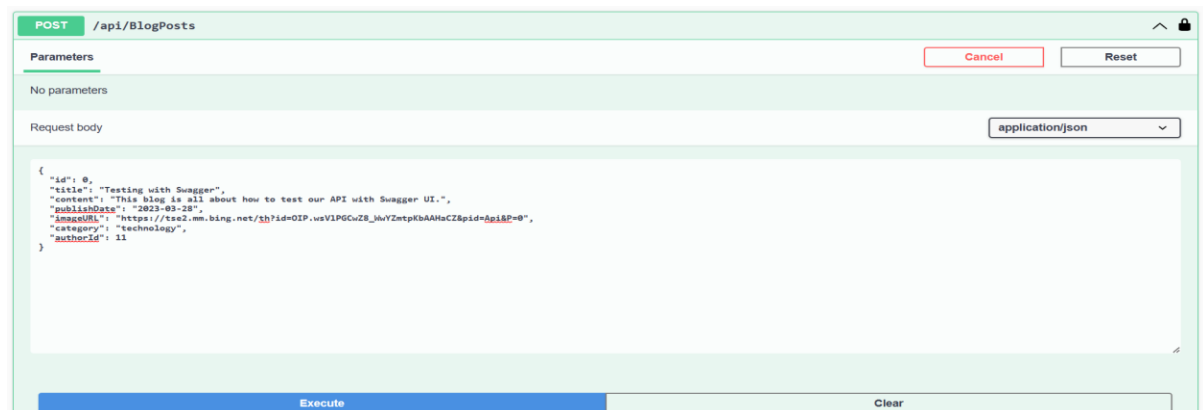 POST /api/BlogPosts
Parameters
Cancel Reset
No parameters
Request body
application/json
{
"id": 0,
"title": "Testing with Swagger",
"content": "This blog is all about how to test our API with Swagger UI.",
"publishDate": "2023-03-28",
"imageURL": "https://tse2.mm.bing.net/th?id=OIP.wsVlPGCwZ8_WwYZmtpKbAAHaCZ&pid=Api&P=0",
"category": "technology",
"authorId": 11
}
Execute Clear